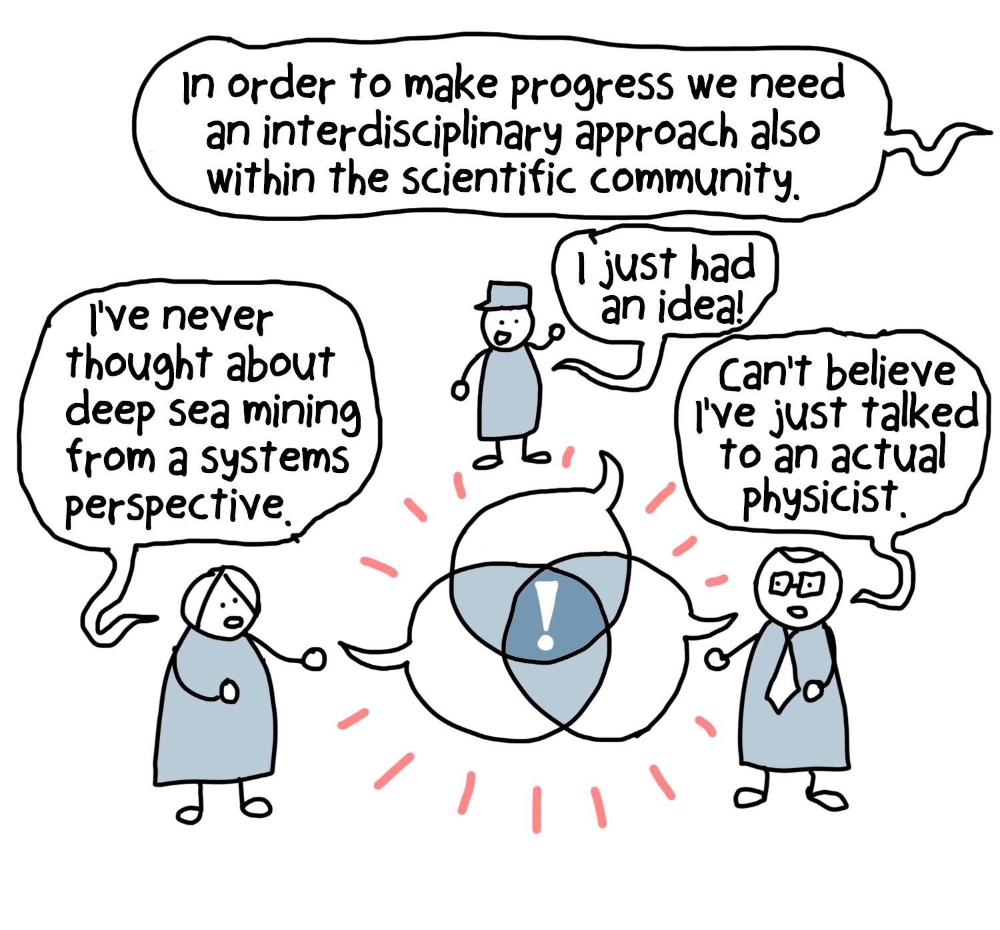 In order to make progress we need
an interdisciplinary approach also
within the scientific community.
I just had
an idea!
I've never
thought about
deep sea mining
from a systems
perspective.
Can't believe
I've just talked
to an actual
physicist.
!